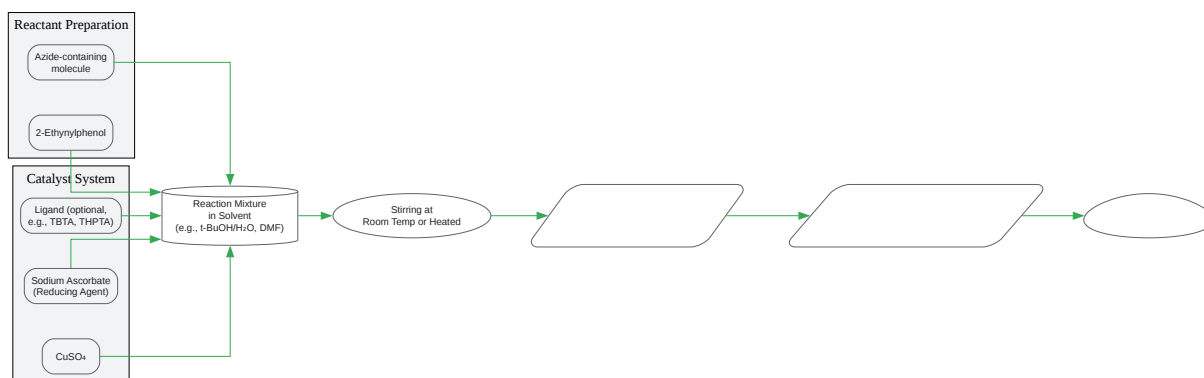 Reactant Preparation
Azide-containing
molecule
2-Ethynylphenol
Catalyst System
Ligand (optional,
e.g., TBTA, THPTA)
Sodium Ascorbate
(Reducing Agent)
CuSO₄
Reaction Mixture
in Solvent
(e.g., t-BuOH/H₂O, DMF)
Stirring at
Room Temp or Heated